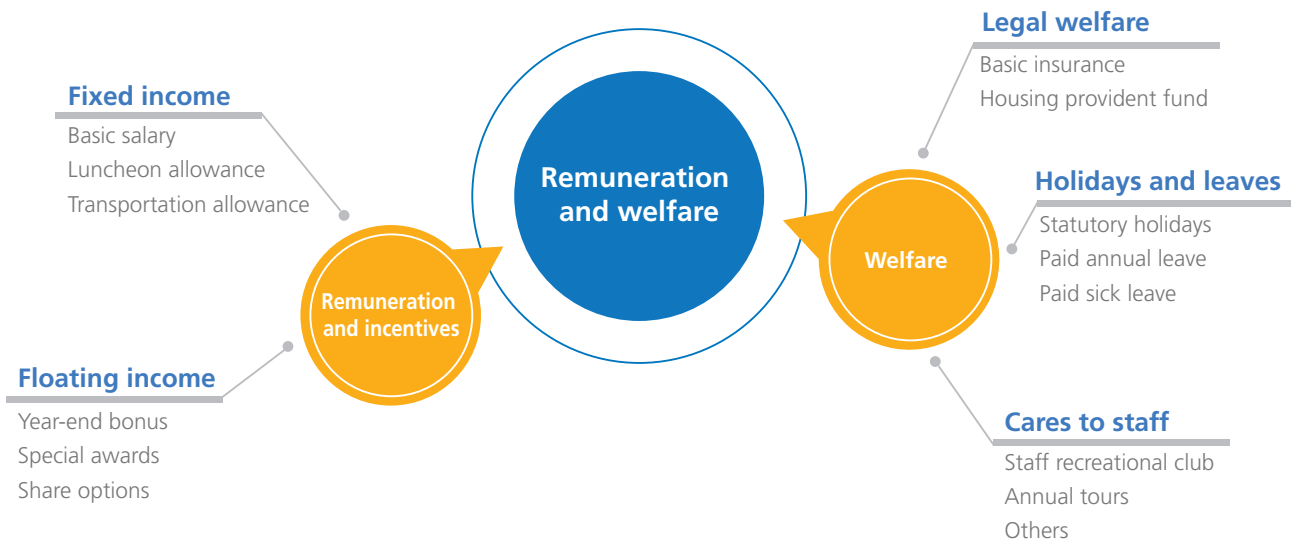 Remuneration
and welfare
Remuneration
and incentives
Fixed income
Basic salary
Luncheon allowance
Transportation allowance
Floating income
Year-end bonus
Special awards
Share options
Welfare
Legal welfare
Basic insurance
Housing provident fund
Holidays and leaves
Statutory holidays
Paid annual leave
Paid sick leave
Cares to staff
Staff recreational club
Annual tours
Others